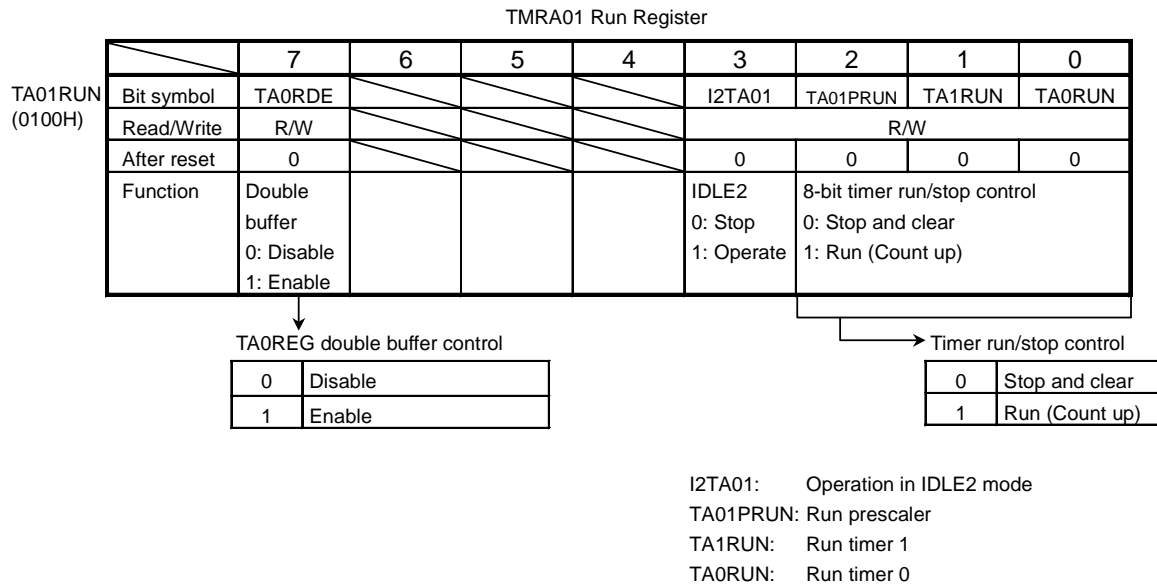 TMRA01 Run Register
7 6 5 4 3 2 1 0
TA01RUN
(0100H)
Bit symbol TA0RDE I2TA01 TA01PRUN TA1RUN TA0RUN
Read/Write R/W R/W
After reset 0 0 0 0 0
Function Double IDLE2 8-bit timer run/stop control
buffer 0: Stop 0: Stop and clear
0: Disable 1: Operate 1: Run (Count up)
1: Enable
TA0REG double buffer control
0 Disable
1 Enable
Timer run/stop control
0 Stop and clear
1 Run (Count up)
I2TA01: Operation in IDLE2 mode
TA01PRUN: Run prescaler
TA1RUN: Run timer 1
TA0RUN: Run timer 0